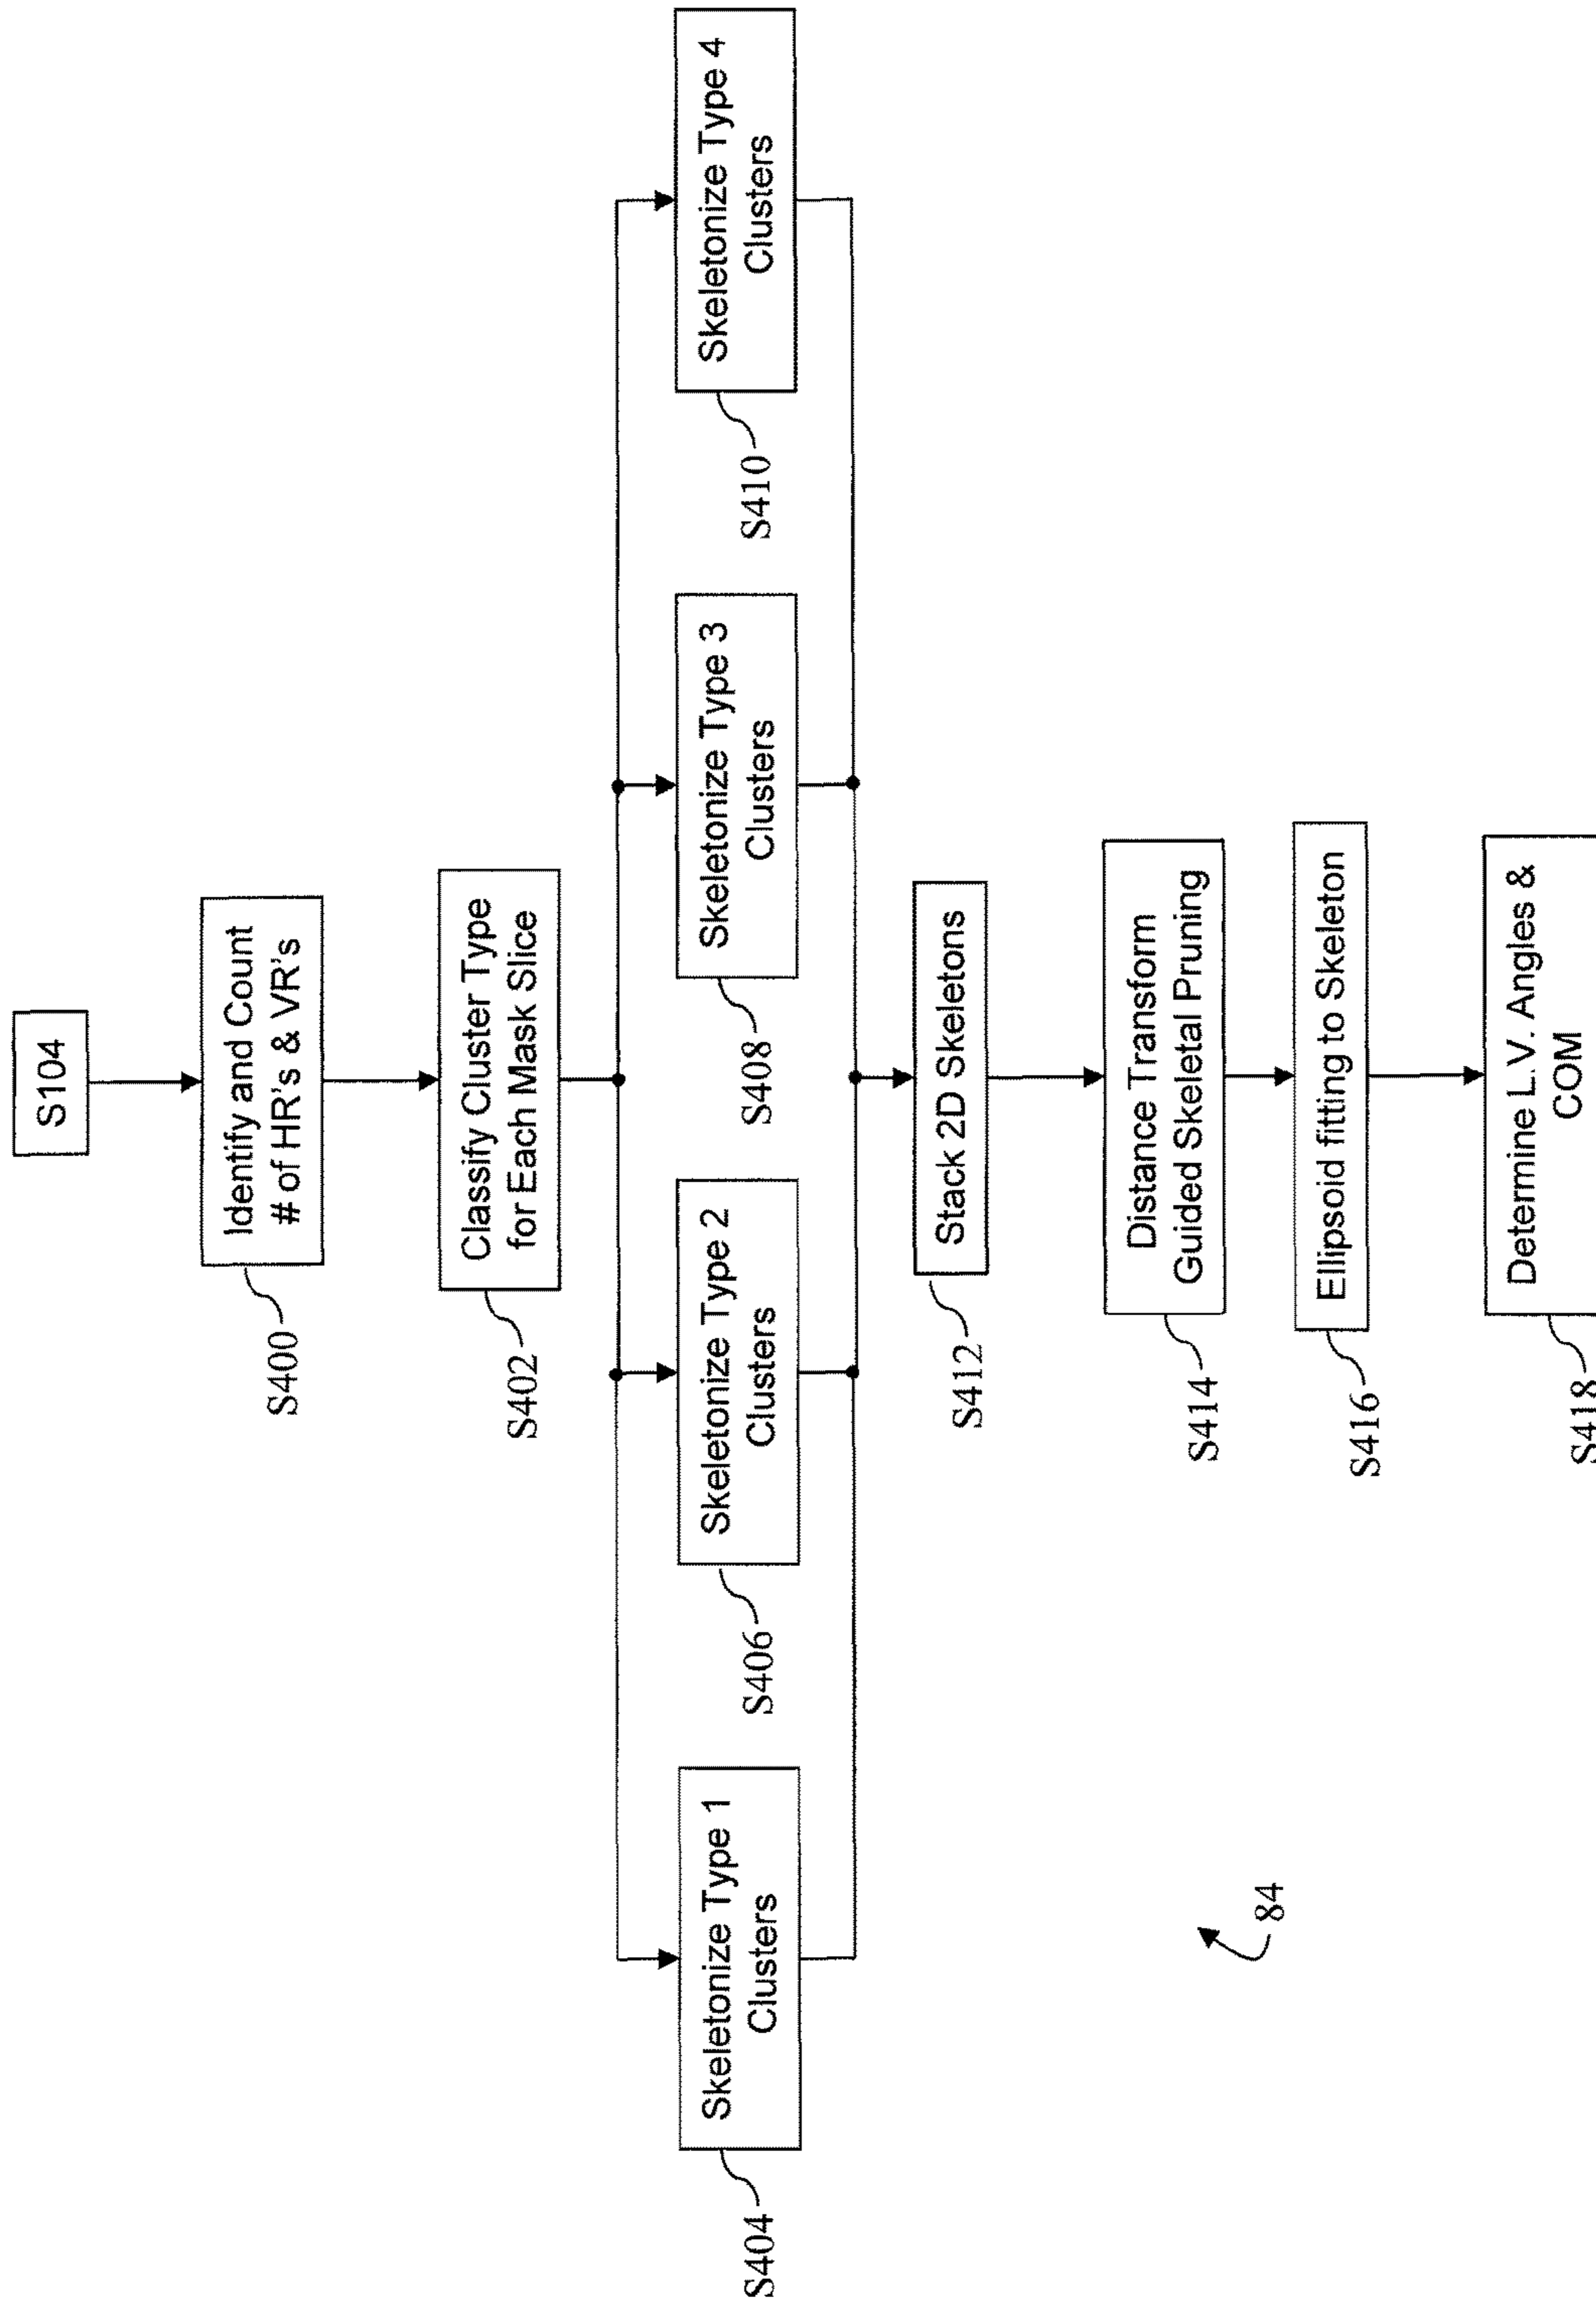 S104
Identify and Count
# of HR's & VR's
S400
Classify Cluster Type
for Each Mask Slice
S402
Skeletonize Type 1
Clusters
S404
Skeletonize Type 2
Clusters
S406
Skeletonize Type 3
Clusters
S408
Skeletonize Type 4
Clusters
S410
Stack 2D Skeletons
S412
Distance Transform
Guided Skeletal Pruning
S414
Ellipsoid fitting to Skeleton
S416
Determine L.V. Angles &
COM
S418
84